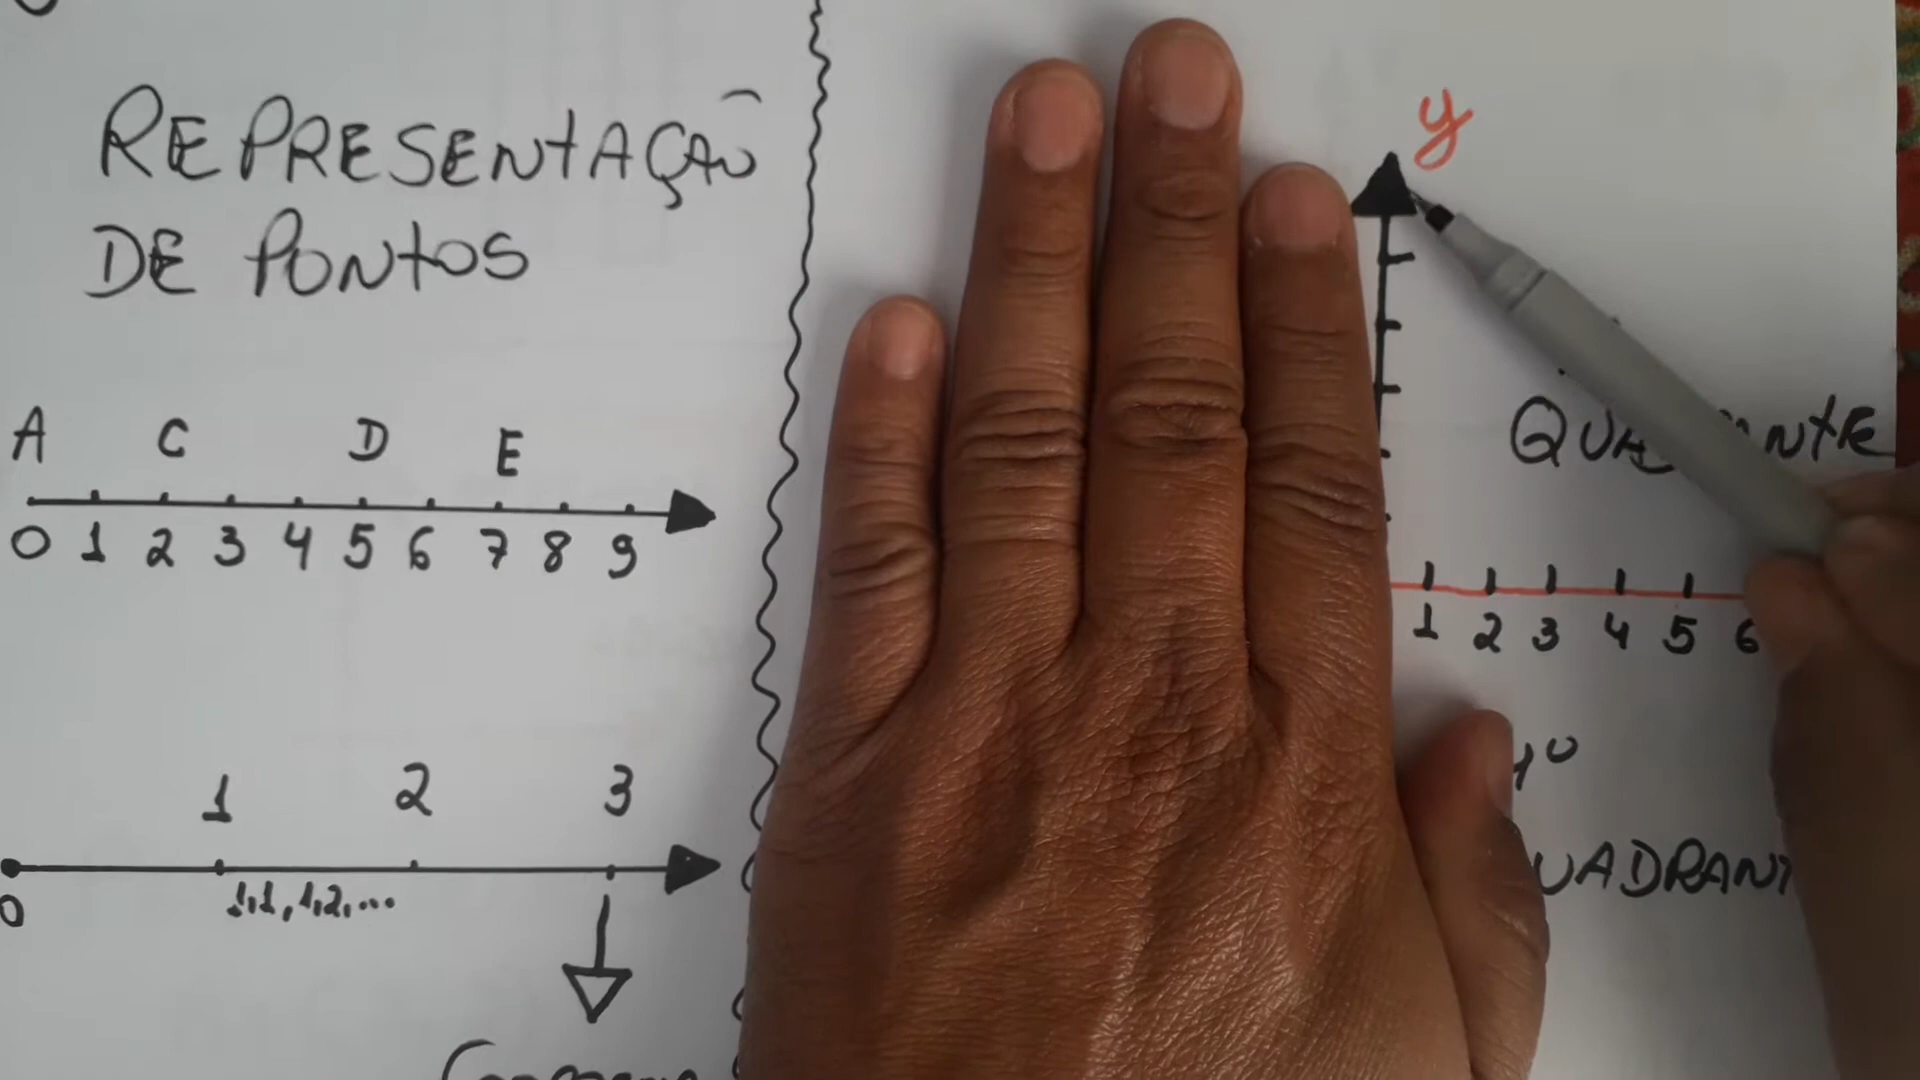 REPRESENTAÇÃO
DE PONTOS
A C D E
0 1 2 3 4 5 6 7 8 9
1 2 3
0
1,1, 1,2, ...
y
1 2 3 4 5 6